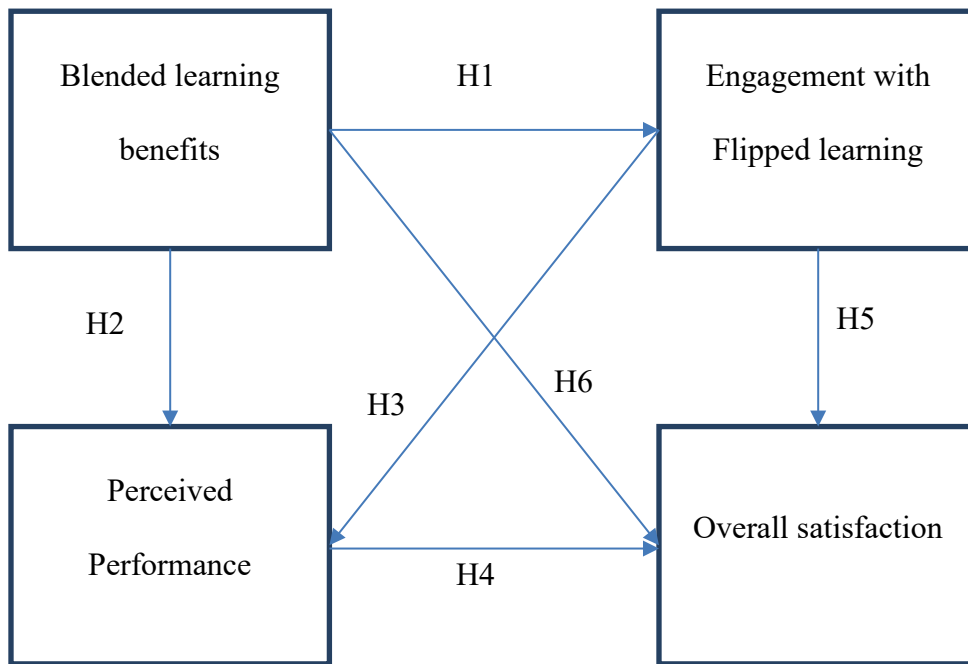 Blended learning
benefits
H1
Engagement with
Flipped learning
H2
H5
H3
H6
Perceived
Performance
H4
Overall satisfaction